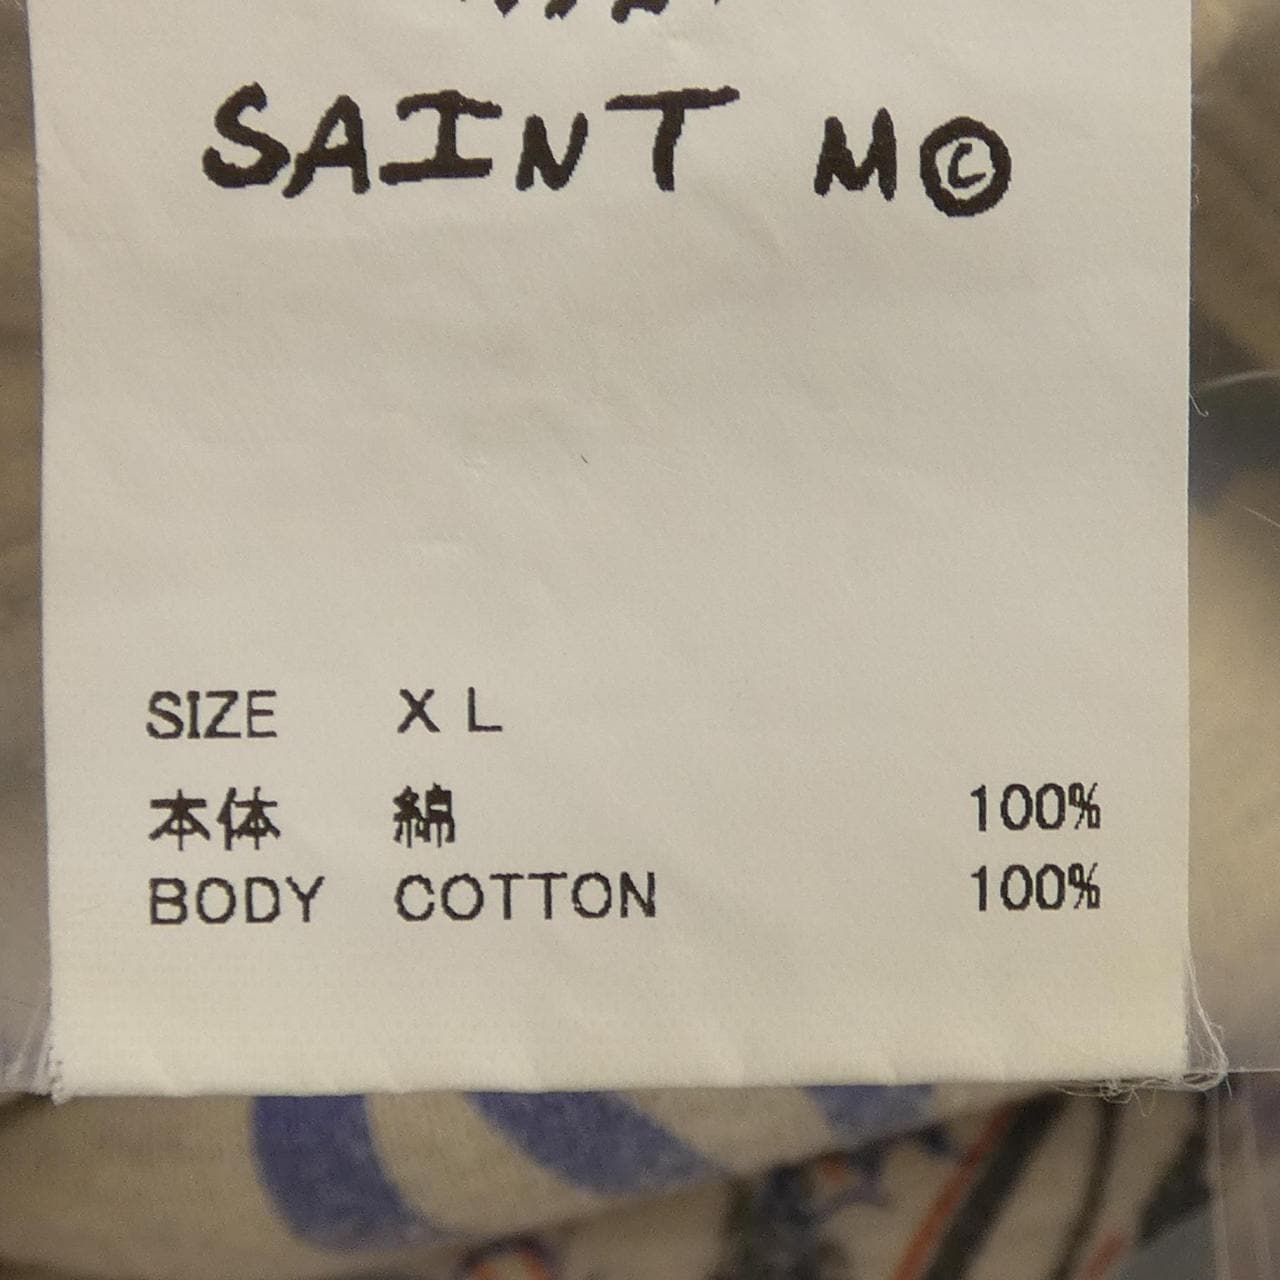 SAINT M©
SIZE XL
本体 綿 100%
BODY COTTON 100%